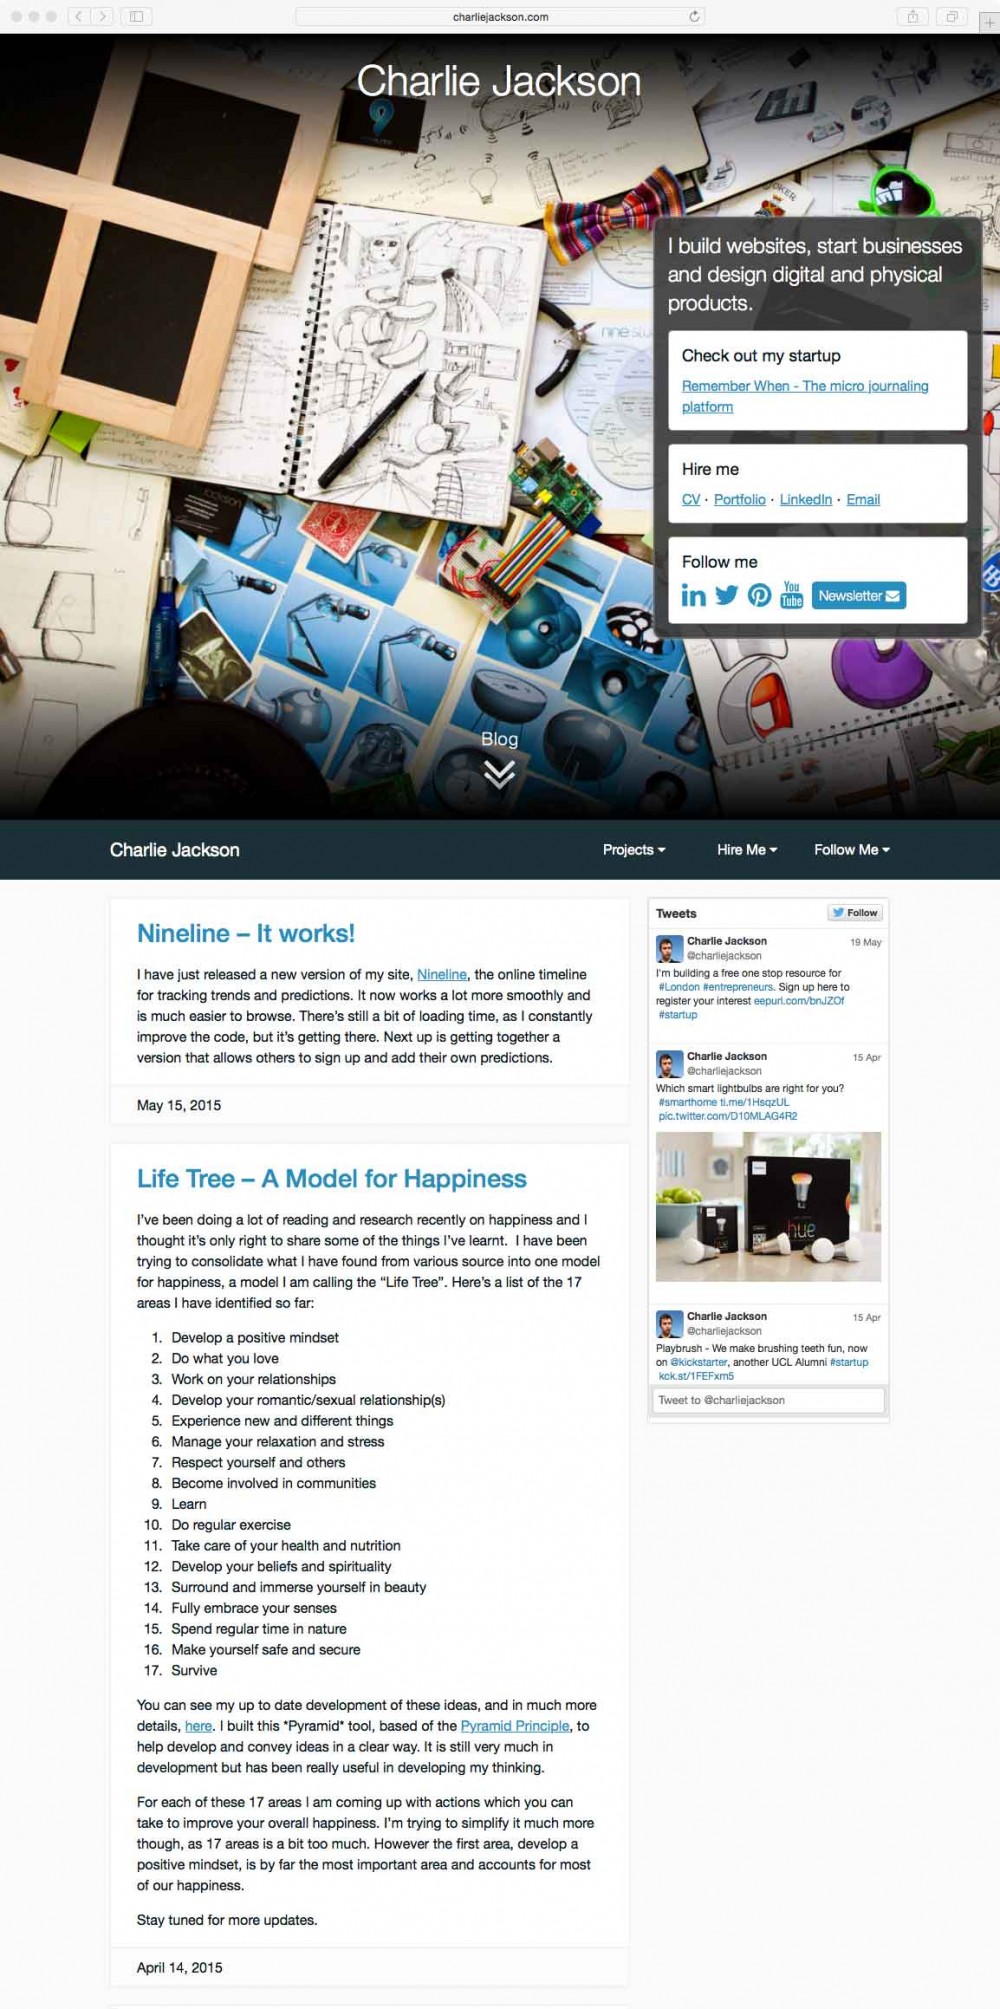 charliejackson.com
Charlie Jackson
JOKER
I build websites, start businesses
and design digital and physical
products.
Check out my startup
Remember When - The micro journaling
platform
Hire me
CV · Portfolio · LinkedIn · Email
Follow me
in You Tube Newsletter
Blog
Charlie Jackson Projects Hire Me Follow Me
Nineline – It works!
I have just released a new version of my site, Nineline, the online timeline
for tracking trends and predictions. It now works a lot more smoothly and
is much easier to browse. There's still a bit of loading time, as I constantly
improve the code, but it's getting there. Next up is getting together a
version that allows others to sign up and add their own predictions.
May 15, 2015
Life Tree – A Model for Happiness
I've been doing a lot of reading and research recently on happiness and I
thought it's only right to share some of the things I've learnt.  I have been
trying to consolidate what I have found from various source into one model
for happiness, a model I am calling the “Life Tree”. Here's a list of the 17
areas I have identified so far:
1. Develop a positive mindset
2. Do what you love
3. Work on your relationships
4. Develop your romantic/sexual relationship(s)
5. Experience new and different things
6. Manage your relaxation and stress
7. Respect yourself and others
8. Become involved in communities
9. Learn
10. Do regular exercise
11. Take care of your health and nutrition
12. Develop your beliefs and spirituality
13. Surround and immerse yourself in beauty
14. Fully embrace your senses
15. Spend regular time in nature
16. Make yourself safe and secure
17. Survive
You can see my up to date development of these ideas, and in much more
details, here. I built this *Pyramid* tool, based of the Pyramid Principle, to
help develop and convey ideas in a clear way. It is still very much in
development but has been really useful in developing my thinking.
For each of these 17 areas I am coming up with actions which you can
take to improve your overall happiness. I'm trying to simplify it much more
though, as 17 areas is a bit too much. However the first area, develop a
positive mindset, is by far the most important area and accounts for most
of our happiness.
Stay tuned for more updates.
April 14, 2015
Tweets Follow
Charlie Jackson 19 May
@charliejackson
I'm building a free one stop resource for
#London #entrepreneurs. Sign up here to
register your interest eepurl.com/bnJZOf
#startup
Charlie Jackson 15 Apr
@charliejackson
Which smart lightbulbs are right for you?
#smarthome ti.me/1HsqzUL
pic.twitter.com/D10MLAG4R2
hue
Charlie Jackson 15 Apr
@charliejackson
Playbrush - We make brushing teeth fun, now
on @kickstarter, another UCL Alumni #startup
kck.st/1FEFxm5
Tweet to @charliejackson